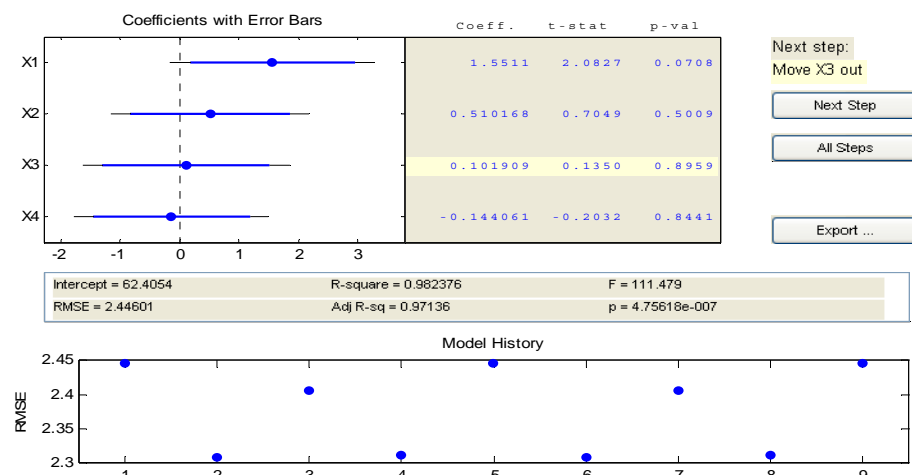 Coefficients with Error Bars
Coeff. t-stat p-val
X1 1.5511 2.0827 0.0708
X2 0.510168 0.7049 0.5009
X3 0.101909 0.1350 0.8959
X4 -0.144061 -0.2032 0.8441
-2 -1 0 1 2 3
Next step:
Move X3 out
Next Step
All Steps
Export ...
Intercept = 62.4054 R-square = 0.982376 F = 111.479
RMSE = 2.44601 Adj R-sq = 0.97136 p = 4.75618e-007
Model History
RMSE
2.45
2.4
2.35
2.3
1 2 3 4 5 6 7 8 9